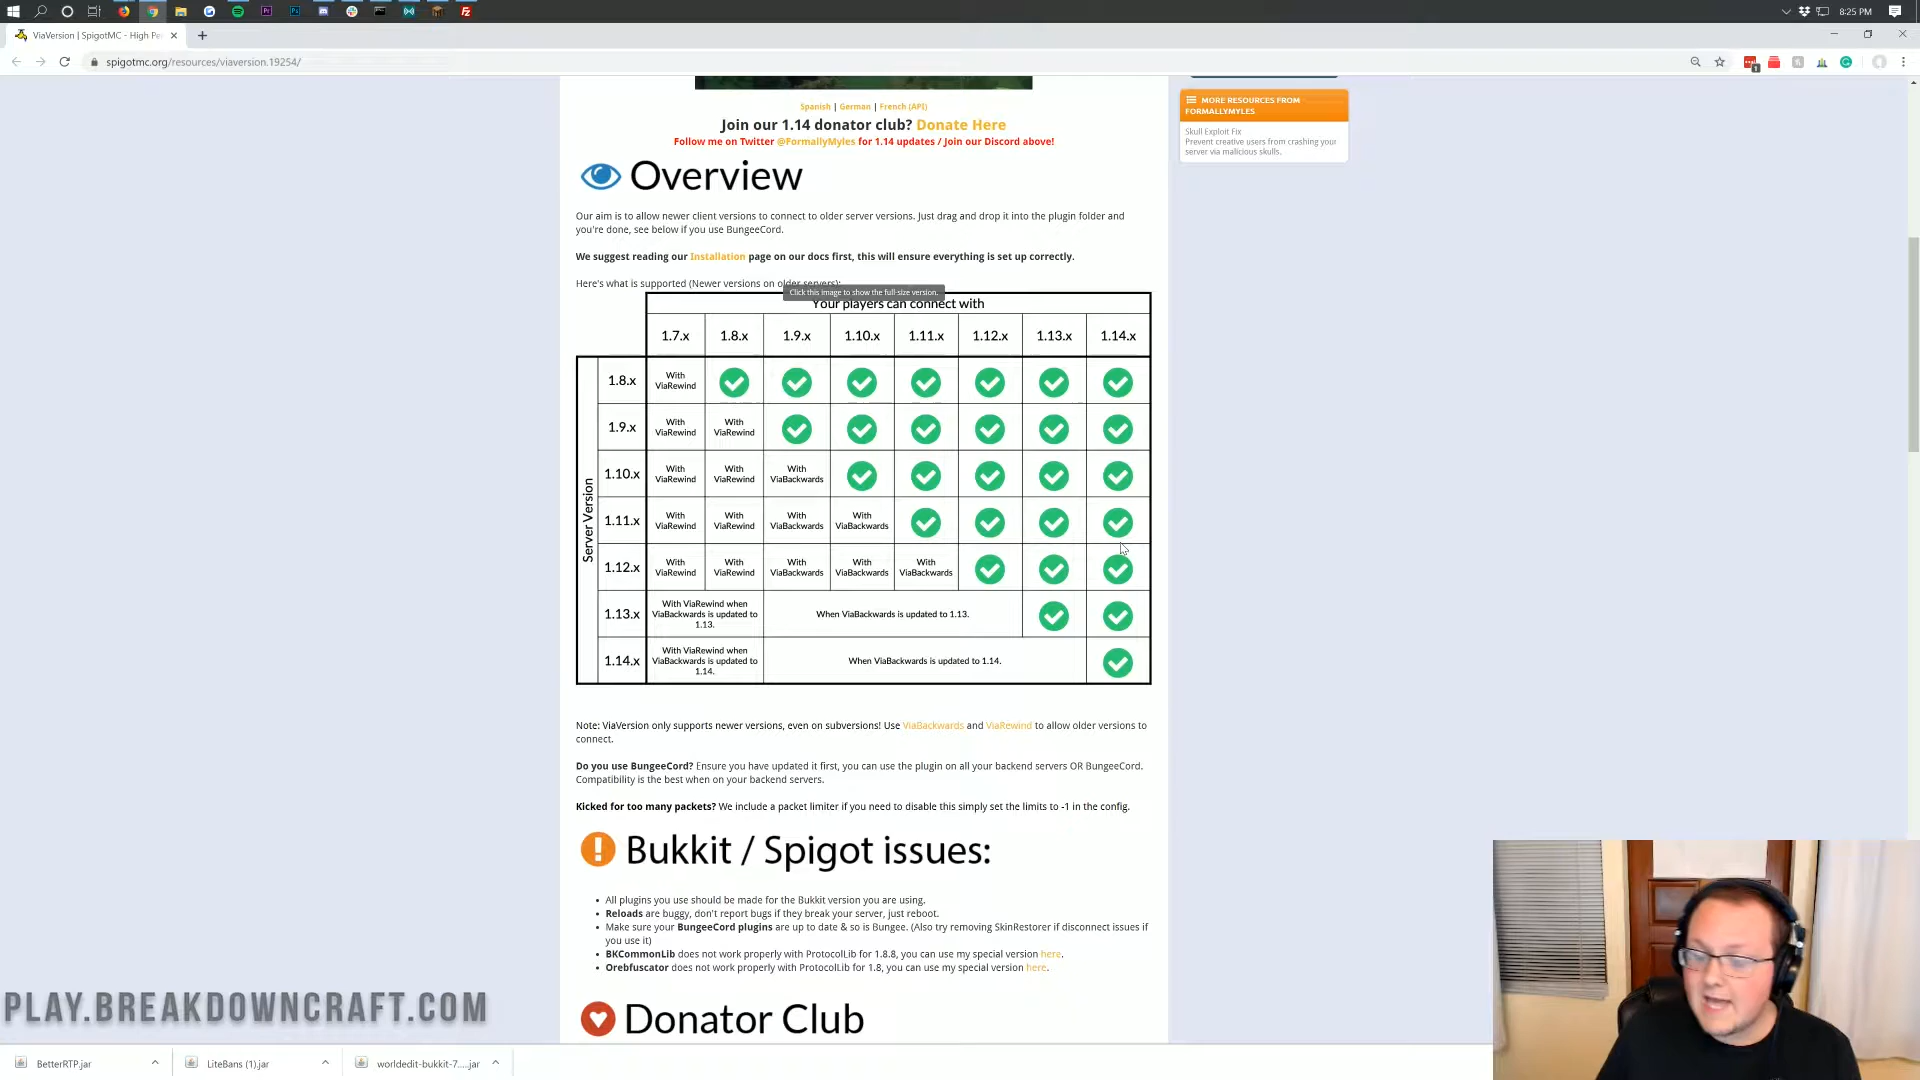 8:25 PM
ViaVersion | SpigotMC - High Pe
spigotmc.org/resources/viaversion.19254/
Spanish | German | French (API)
Join our 1.14 donator club? Donate Here
Follow me on Twitter @FormallyMyles for 1.14 updates / Join our Discord above!
MORE RESOURCES FROM
FORMALLYMYLES
Skull Exploit Fix
Prevent creative users from crashing your
server via malicious skulls.
Overview
Our aim is to allow newer client versions to connect to older server versions. Just drag and drop it into the plugin folder and
you're done, see below if you use BungeeCord.
We suggest reading our Installation page on our docs first, this will ensure everything is set up correctly.
Here's what is supported (Newer versions on older servers):
Click this image to show the full-size version.
Your players can connect with
1.7.x 1.8.x 1.9.x 1.10.x 1.11.x 1.12.x 1.13.x 1.14.x
Server Version
1.8.x With ViaRewind
1.9.x With ViaRewind With ViaRewind
1.10.x With ViaRewind With ViaRewind With ViaBackwards
1.11.x With ViaRewind With ViaRewind With ViaBackwards With ViaBackwards
1.12.x With ViaRewind With ViaRewind With ViaBackwards With ViaBackwards With ViaBackwards
1.13.x With ViaRewind when ViaBackwards is updated to 1.13. When ViaBackwards is updated to 1.13.
1.14.x With ViaRewind when ViaBackwards is updated to 1.14. When ViaBackwards is updated to 1.14.
Note: ViaVersion only supports newer versions, even on subversions! Use ViaBackwards and ViaRewind to allow older versions to
connect.
Do you use BungeeCord? Ensure you have updated it first, you can use the plugin on all your backend servers OR BungeeCord.
Compatibility is the best when on your backend servers.
Kicked for too many packets? We include a packet limiter if you need to disable this simply set the limits to -1 in the config.
Bukkit / Spigot issues:
• All plugins you use should be made for the Bukkit version you are using.
• Reloads are buggy, don't report bugs if they break your server, just reboot.
• Make sure your BungeeCord plugins are up to date & so is Bungee. (Also try removing SkinRestorer if disconnect issues if
you use it)
• BKCommonLib does not work properly with ProtocolLib for 1.8.8, you can use my special version here.
• Orebfuscator does not work properly with ProtocolLib for 1.8, you can use my special version here.
Donator Club
PLAY.BREAKDOWNCRAFT.COM
BetterRTP.jar
LiteBans (1).jar
worldedit-bukkit-7....jar